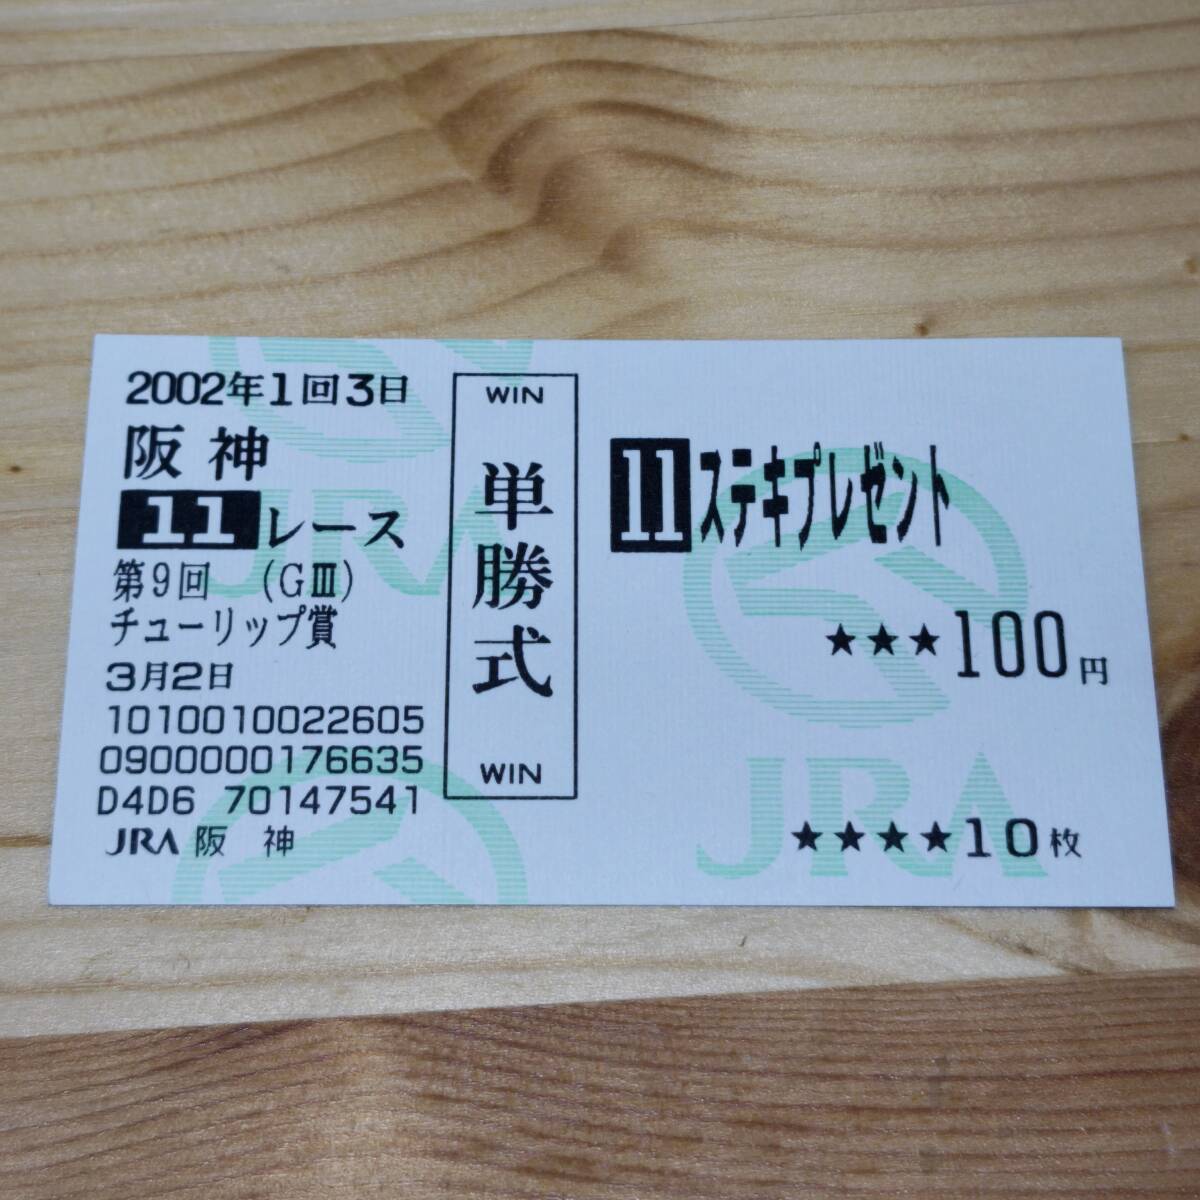 2002年1回3日
阪神
11レース
第9回 (GⅢ)
チューリップ賞
3月2日
1010010022605
0900000176635
D4D6 70147541
JRA 阪 神
WIN
単勝式
WIN
11ステキプレゼント
★★★100円
★★★★10枚
JRA
JRA